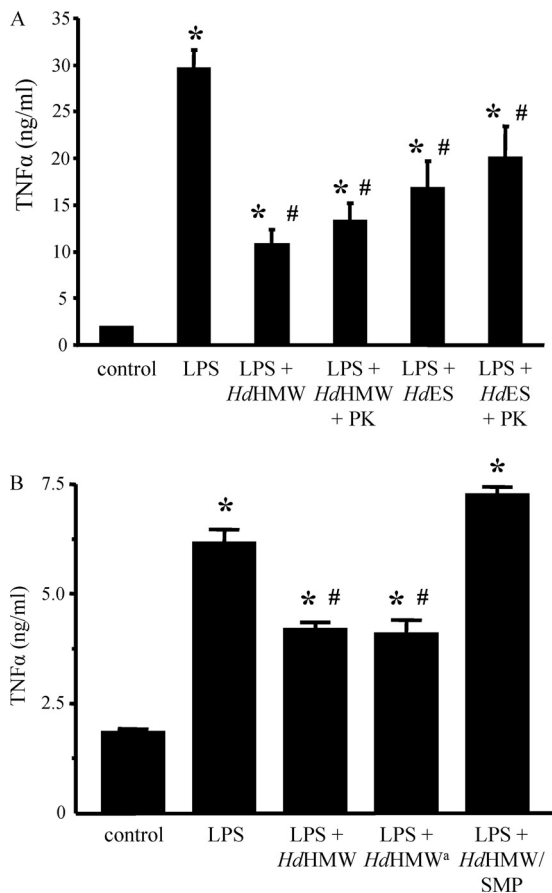 A
TNFα (ng/ml)
35
30
25
20
15
10
5
0
*
* #
* #
* #
* #
control
LPS
LPS +
HdHMW
LPS +
HdHMW
+ PK
LPS +
HdES
LPS +
HdES
+ PK
B
TNFα (ng/ml)
7.5
5.0
2.5
0
*
* #
* #
*
control
LPS
LPS +
HdHMW
LPS +
HdHMWᵃ
LPS +
HdHMW/
SMP